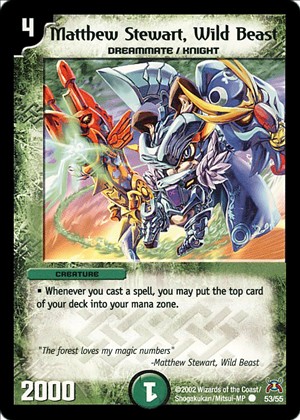 4
Matthew Stewart, Wild Beast
DREAMMATE / KNIGHT
CREATURE
▪ Whenever you cast a spell, you may put the top card
of your deck into your mana zone.
"The forest loves my magic numbers"
-Matthew Stewart, Wild Beast
2000
1
©2002 Wizards of the Coast/
Shogakukan/Mitsui-MP
53/55